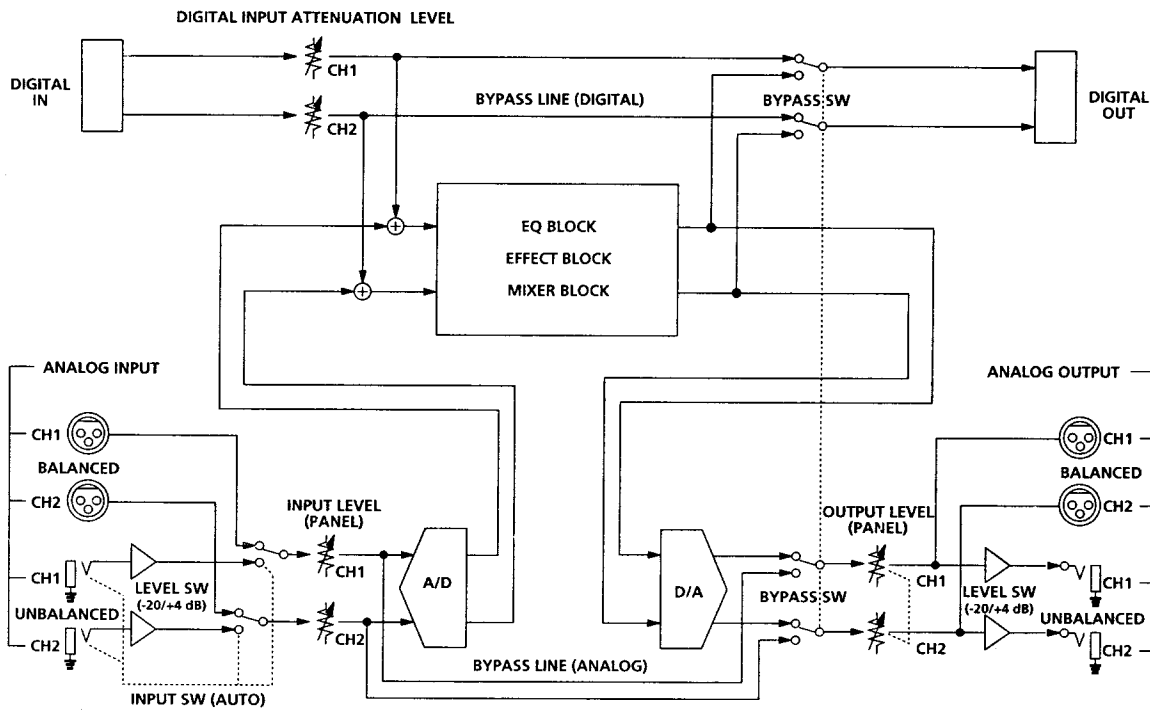 DIGITAL INPUT ATTENUATION LEVEL
DIGITAL
IN
CH1
CH2
BYPASS LINE (DIGITAL)
BYPASS SW
DIGITAL
OUT
EQ BLOCK
EFFECT BLOCK
MIXER BLOCK
ANALOG INPUT
CH1
BALANCED
CH2
CH1
UNBALANCED
CH2
LEVEL SW
(-20/+4 dB)
INPUT SW (AUTO)
INPUT LEVEL
(PANEL)
CH1
CH2
A/D
BYPASS LINE (ANALOG)
D/A
BYPASS SW
OUTPUT LEVEL
(PANEL)
CH1
CH2
LEVEL SW
(-20/+4 dB)
ANALOG OUTPUT
CH1
BALANCED
CH2
CH1
UNBALANCED
CH2